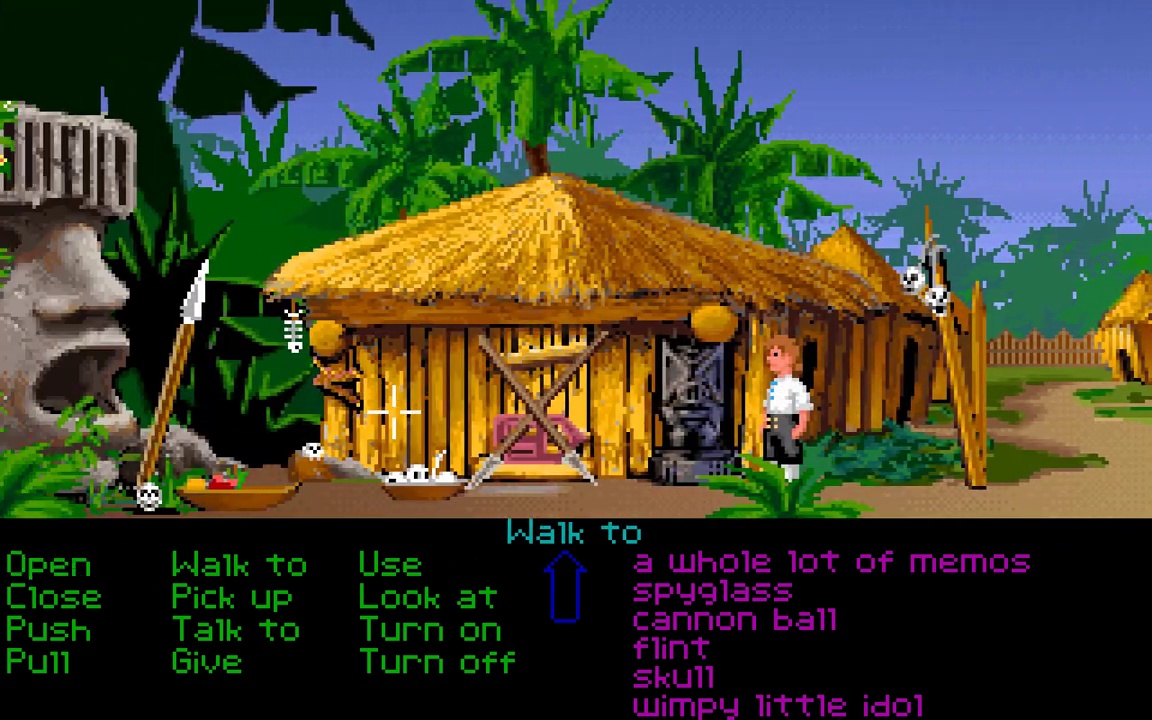 Walk to
Open Walk to Use
Close Pick up Look at
Push Talk to Turn on
Pull Give Turn off
a whole lot of memos
spyglass
cannon ball
flint
skull
wimpy little idol